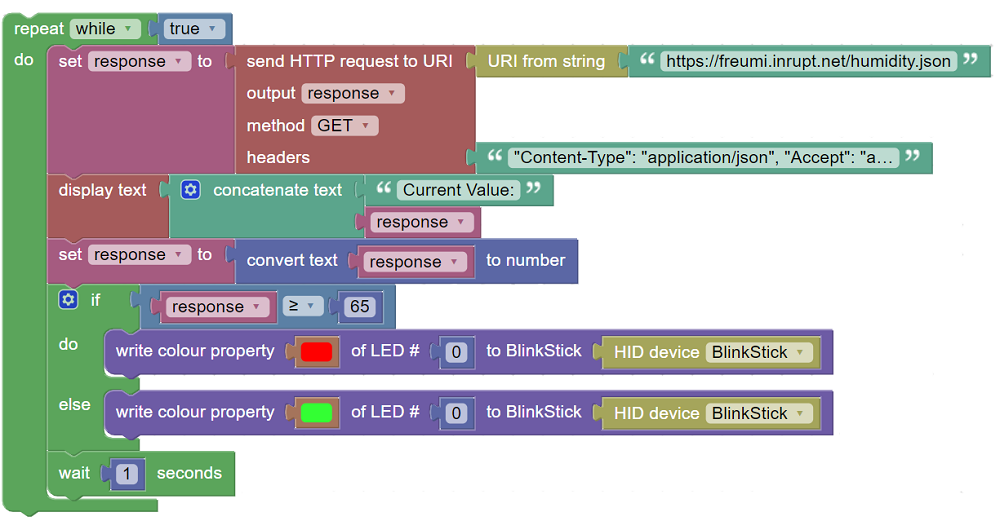 repeat while true
do set response to send HTTP request to URI URI from string “ https://freumi.inrupt.net/humidity.json ”
output response
method GET
headers “ "Content-Type": "application/json", "Accept": "a… ”
display text concatenate text “ Current Value: ”
response
set response to convert text response to number
if response ≥ 65
do write colour property of LED # 0 to BlinkStick HID device BlinkStick
else write colour property of LED # 0 to BlinkStick HID device BlinkStick
wait 1 seconds